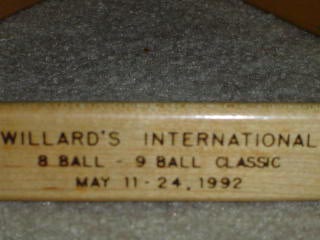 WILLARD'S INTERNATIONAL
8 BALL - 9 BALL CLASSIC
MAY 11-24, 1992